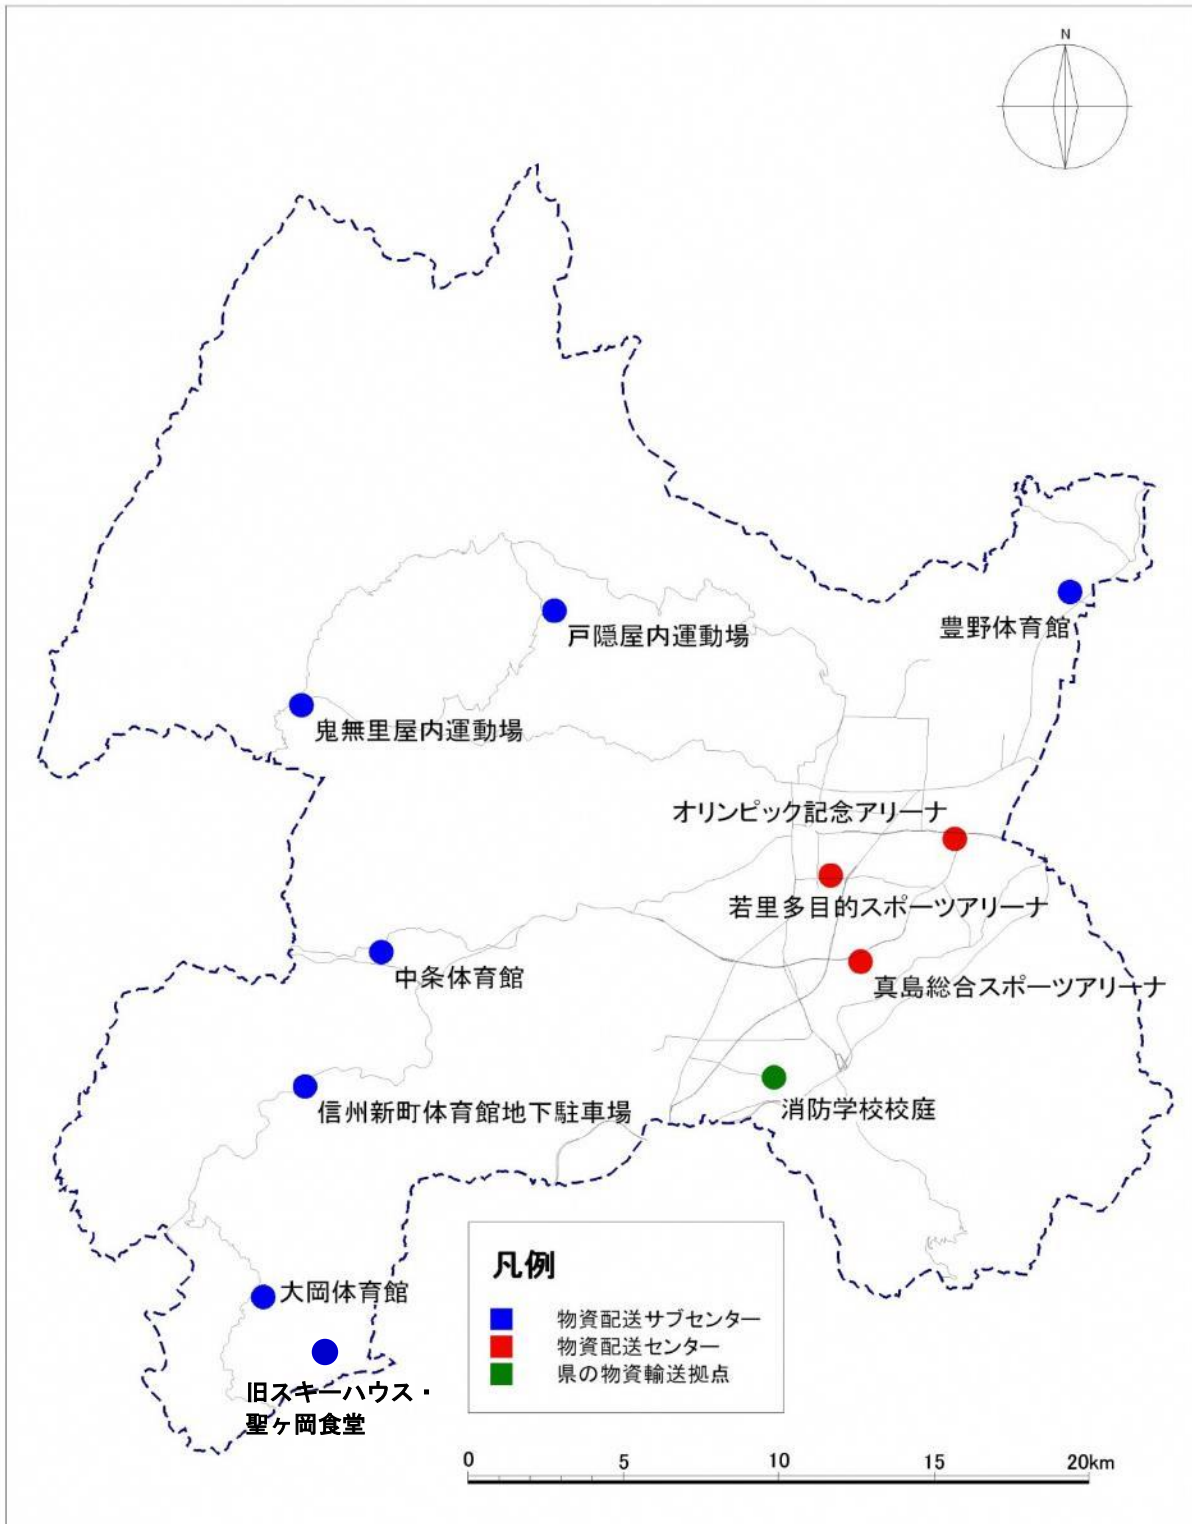 N
豊野体育館
戸隠屋内運動場
鬼無里屋内運動場
オリンピック記念アリーナ
若里多目的スポーツアリーナ
中条体育館
真島総合スポーツアリーナ
信州新町体育館地下駐車場
消防学校校庭
大岡体育館
旧スキーハウス・
聖ヶ岡食堂
凡例
物資配送サブセンター
物資配送センター
県の物資輸送拠点
0 5 10 15 20km